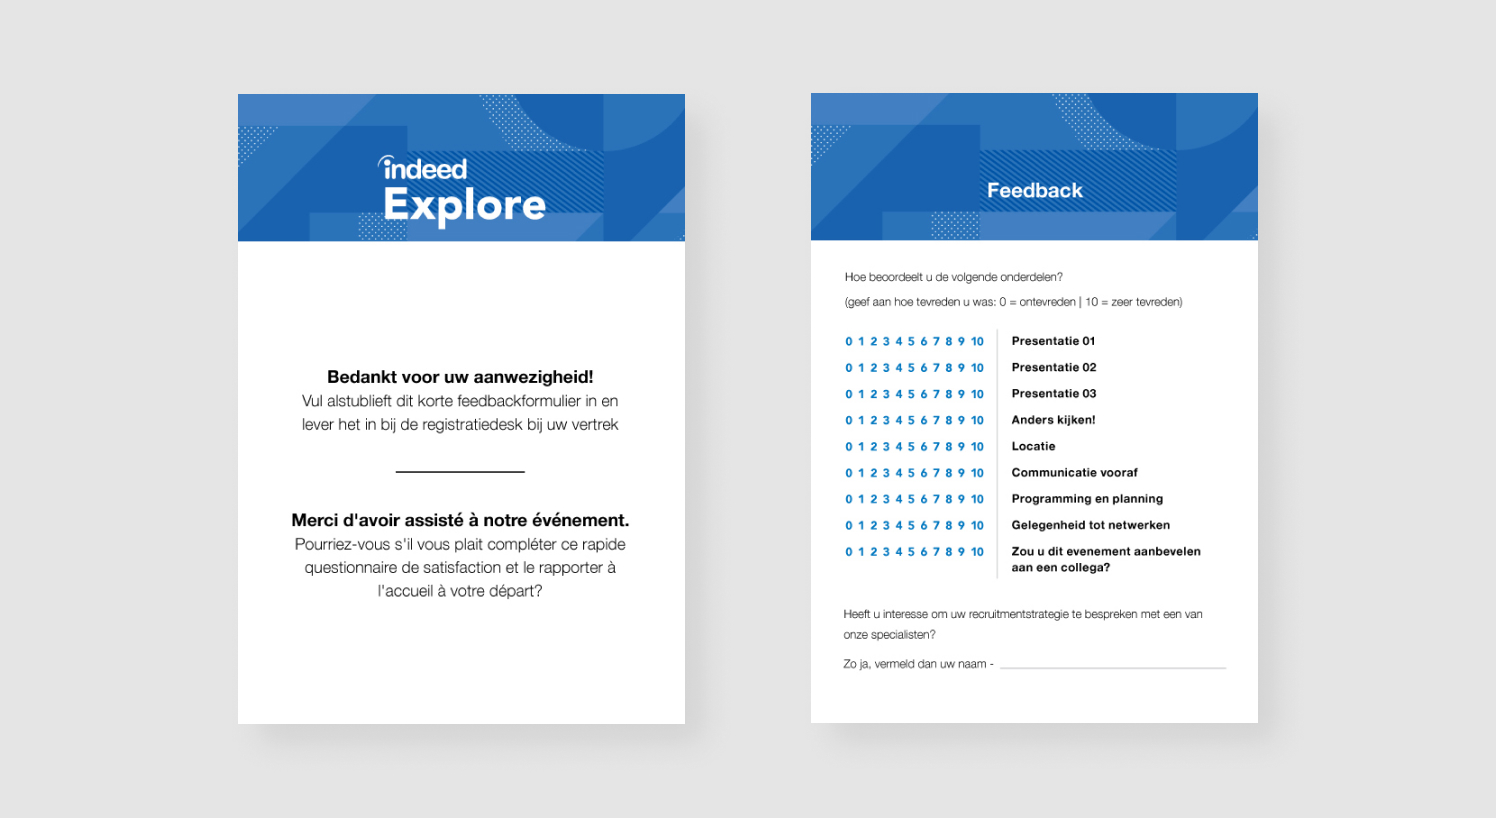 indeed
Explore
Bedankt voor uw aanwezigheid!
Vul alstublieft dit korte feedbackformulier in en
lever het in bij de registratiedesk bij uw vertrek
Merci d'avoir assisté à notre événement.
Pourriez-vous s'il vous plait compléter ce rapide
questionnaire de satisfaction et le rapporter à
l'accueil à votre départ?
Feedback
Hoe beoordeelt u de volgende onderdelen?
(geef aan hoe tevreden u was: 0 = ontevreden | 10 = zeer tevreden)
0 1 2 3 4 5 6 7 8 9 10 Presentatie 01
0 1 2 3 4 5 6 7 8 9 10 Presentatie 02
0 1 2 3 4 5 6 7 8 9 10 Presentatie 03
0 1 2 3 4 5 6 7 8 9 10 Anders kijken!
0 1 2 3 4 5 6 7 8 9 10 Locatie
0 1 2 3 4 5 6 7 8 9 10 Communicatie vooraf
0 1 2 3 4 5 6 7 8 9 10 Programming en planning
0 1 2 3 4 5 6 7 8 9 10 Gelegenheid tot netwerken
0 1 2 3 4 5 6 7 8 9 10 Zou u dit evenement aanbevelen
aan een collega?
Heeft u interesse om uw recruitmentstrategie te bespreken met een van
onze specialisten?
Zo ja, vermeld dan uw naam -